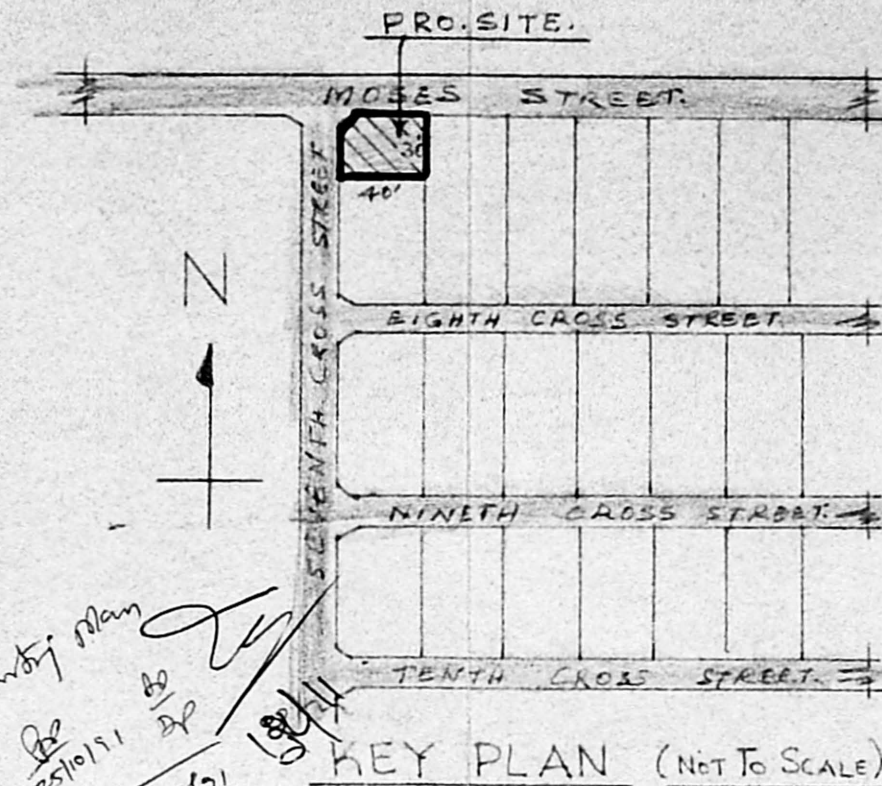 PRO.SITE.
MOSES STREET.
30'
40'
SEVENTH CROSS STREET
N
EIGHTH CROSS STREET.
NINETH CROSS STREET.
TENTH CROSS STREET.
25/10/91
KEY PLAN (NOT TO SCALE)